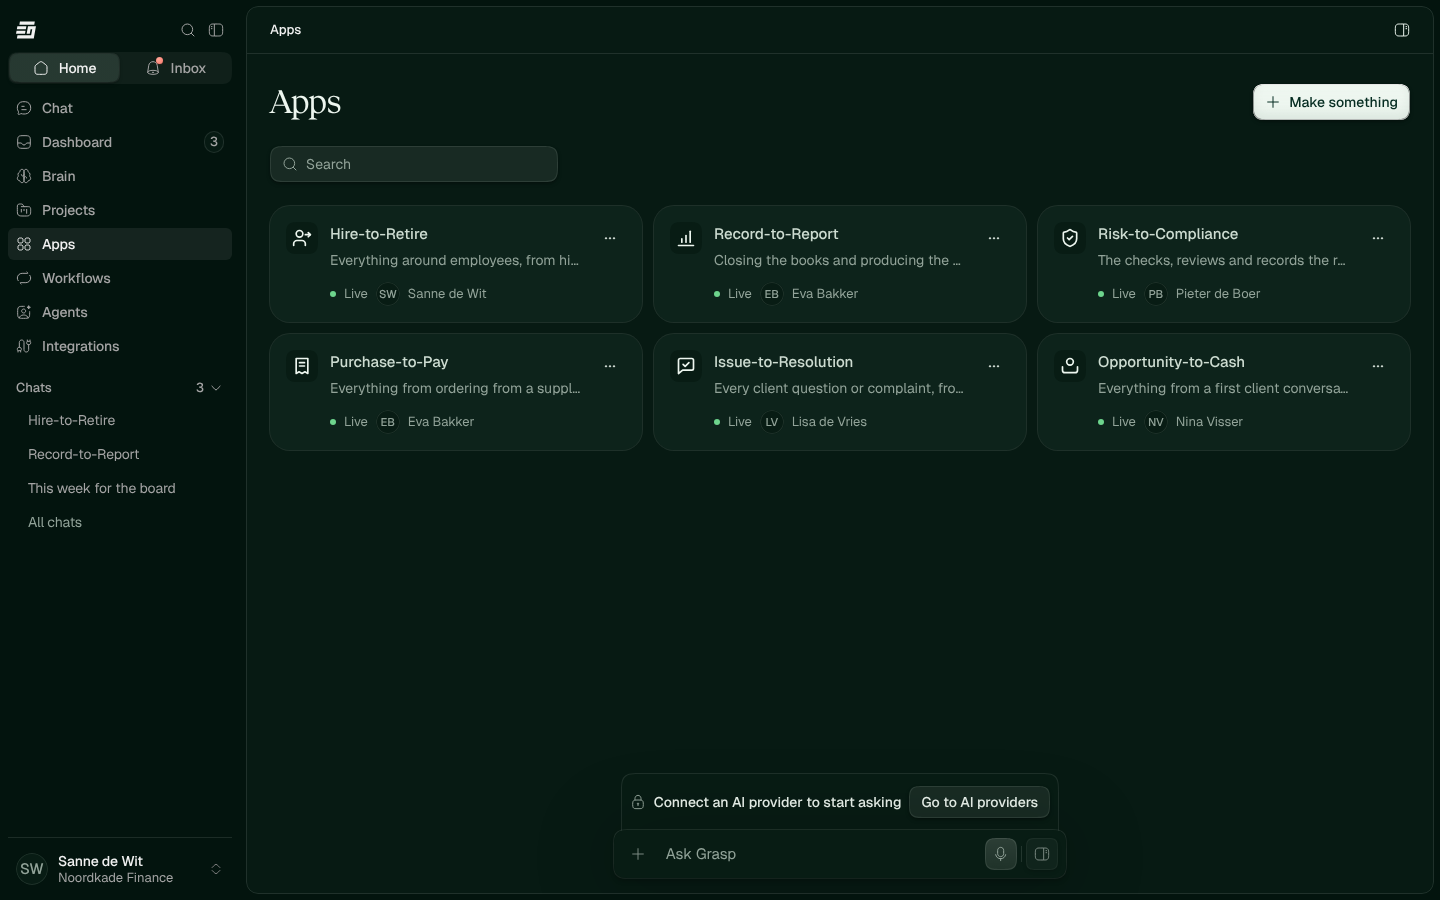 Home
Inbox
Chat
Dashboard 3
Brain
Projects
Apps
Workflows
Agents
Integrations
Chats 3
Hire-to-Retire
Record-to-Report
This week for the board
All chats
SW
Sanne de Wit
Noordkade Finance
Apps
Apps
Make something
Search
Hire-to-Retire
Everything around employees, from hi...
Live SW Sanne de Wit
Record-to-Report
Closing the books and producing the ...
Live EB Eva Bakker
Risk-to-Compliance
The checks, reviews and records the r...
Live PB Pieter de Boer
Purchase-to-Pay
Everything from ordering from a suppl...
Live EB Eva Bakker
Issue-to-Resolution
Every client question or complaint, fro...
Live LV Lisa de Vries
Opportunity-to-Cash
Everything from a first client conversa...
Live NV Nina Visser
Connect an AI provider to start asking
Go to AI providers
Ask Grasp